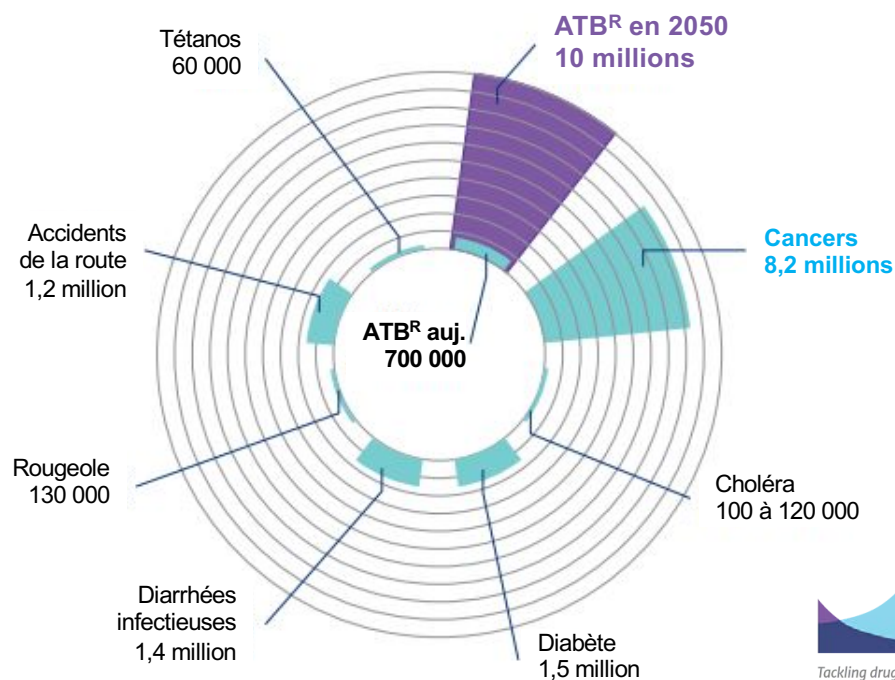 Tétanos
60 000
ATBᴿ en 2050
10 millions
Accidents
de la route
1,2 million
Cancers
8,2 millions
ATBᴿ auj.
700 000
Rougeole
130 000
Choléra
100 à 120 000
Diarrhées
infectieuses
1,4 million
Diabète
1,5 million
Tackling drug